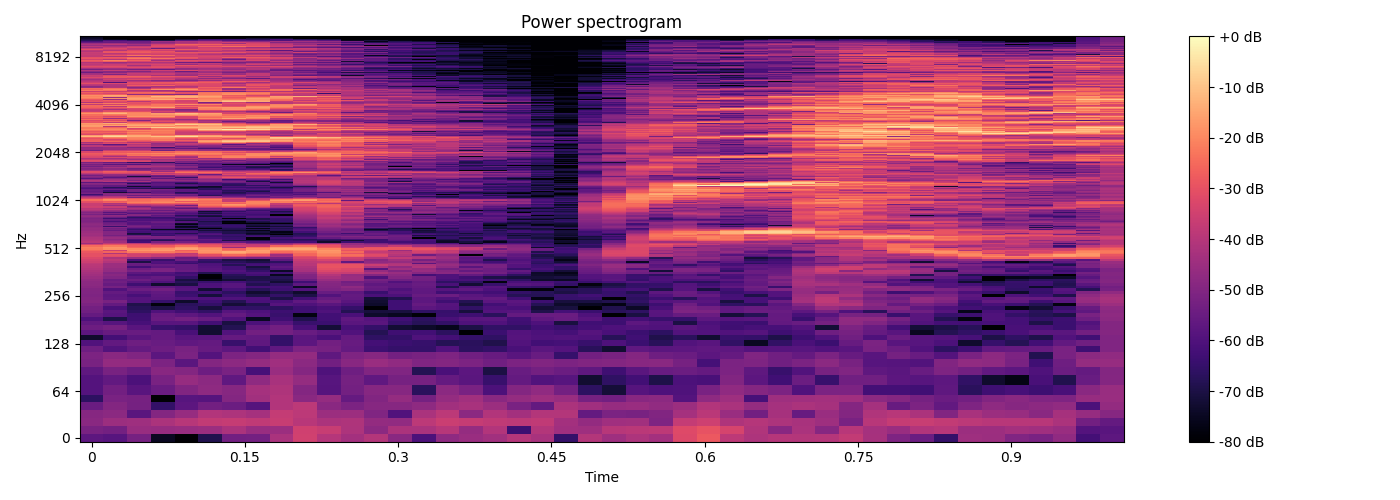 Power spectrogram
Hz
8192
4096
2048
1024
512
256
128
64
0
0 0.15 0.3 0.45 0.6 0.75 0.9
Time
+0 dB
-10 dB
-20 dB
-30 dB
-40 dB
-50 dB
-60 dB
-70 dB
-80 dB